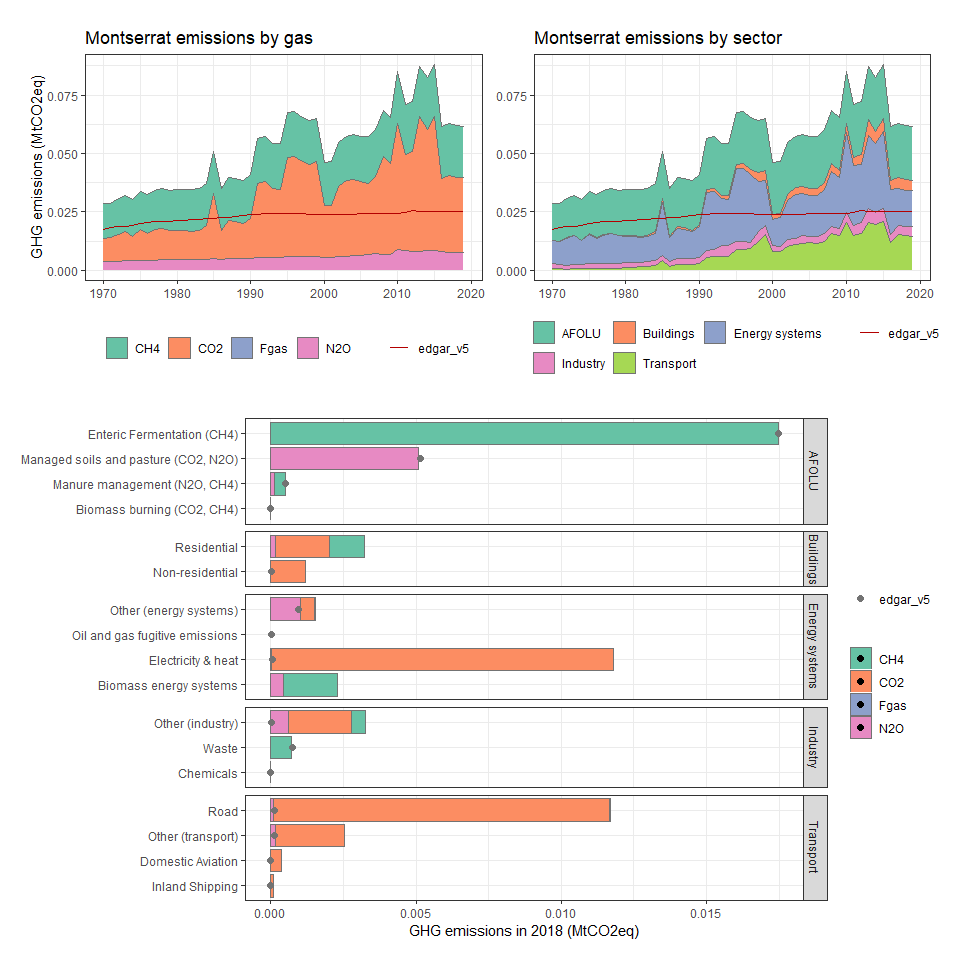 Montserrat emissions by gas
GHG emissions (MtCO2eq)
0.075
0.050
0.025
0.000
1970 1980 1990 2000 2010 2020
CH4 CO2 Fgas N2O edgar_v5
Montserrat emissions by sector
0.075
0.050
0.025
0.000
1970 1980 1990 2000 2010 2020
AFOLU Buildings Energy systems edgar_v5
Industry Transport
Enteric Fermentation (CH4)
Managed soils and pasture (CO2, N2O)
Manure management (N2O, CH4)
Biomass burning (CO2, CH4)
AFOLU
Residential
Non-residential
Buildings
Other (energy systems)
Oil and gas fugitive emissions
Electricity & heat
Biomass energy systems
Energy systems
Other (industry)
Waste
Chemicals
Industry
Road
Other (transport)
Domestic Aviation
Inland Shipping
Transport
0.000 0.005 0.010 0.015
GHG emissions in 2018 (MtCO2eq)
edgar_v5
CH4
CO2
Fgas
N2O